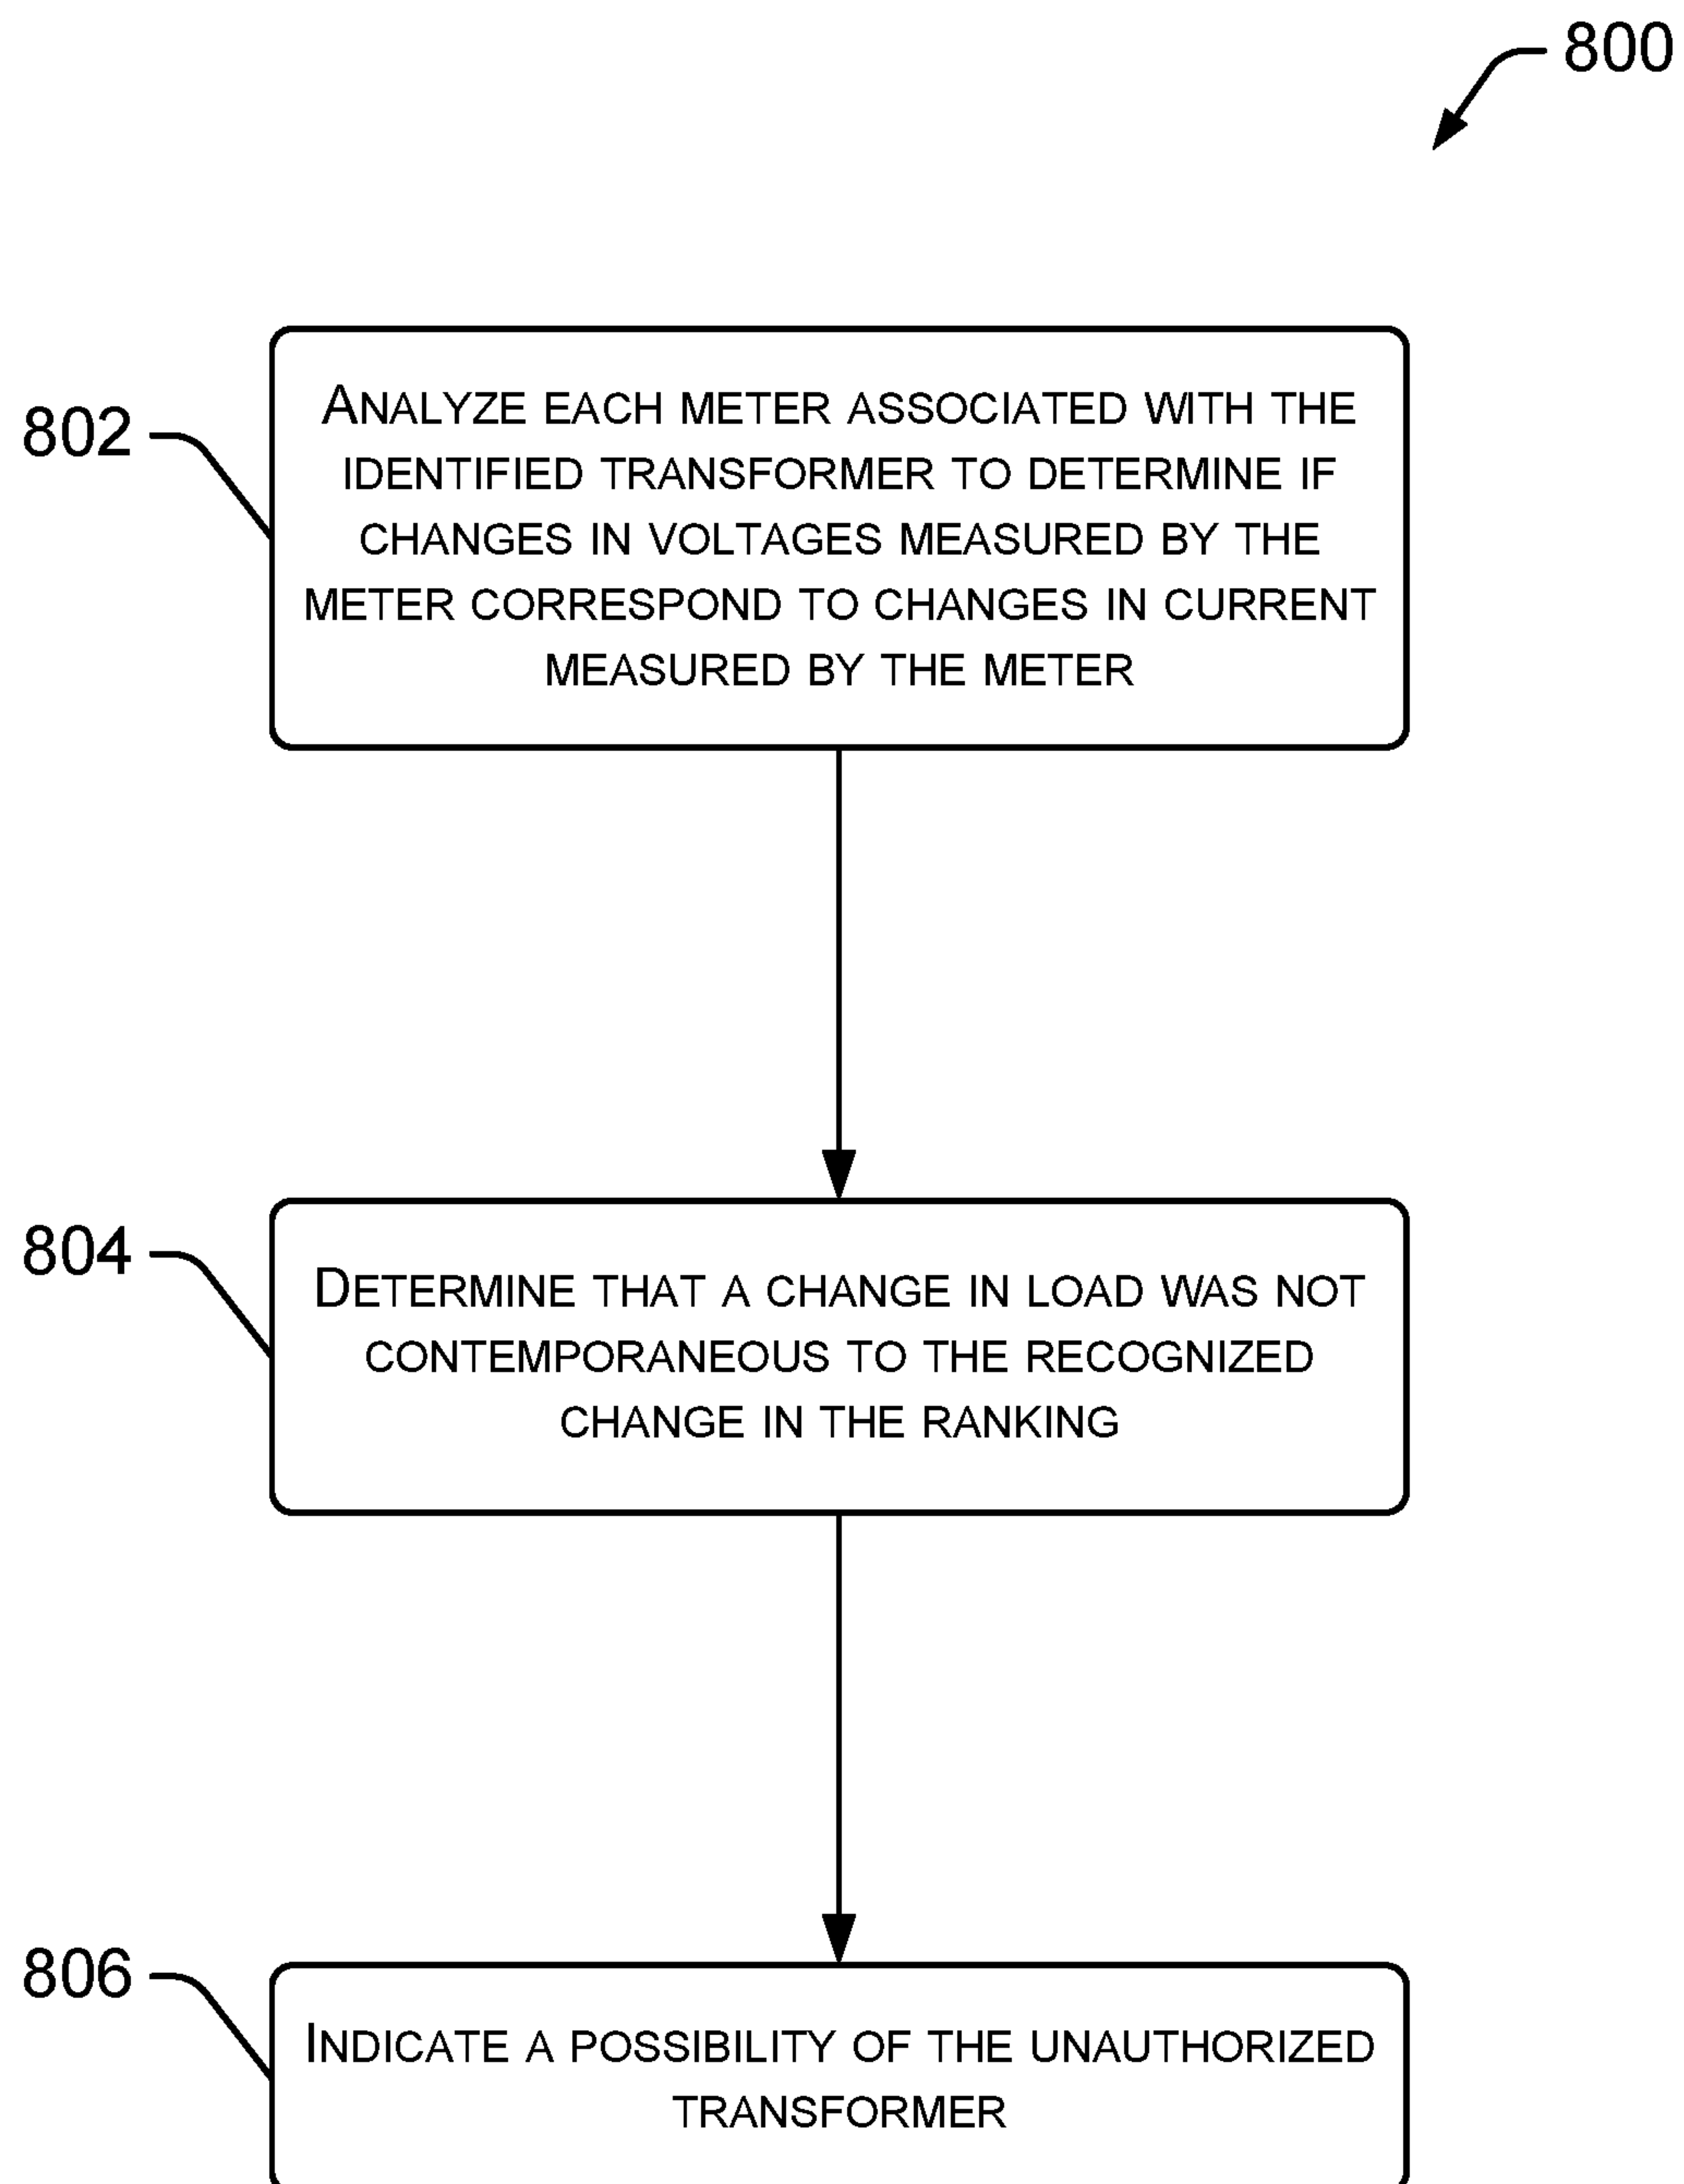 800
802
ANALYZE EACH METER ASSOCIATED WITH THE
IDENTIFIED TRANSFORMER TO DETERMINE IF
CHANGES IN VOLTAGES MEASURED BY THE
METER CORRESPOND TO CHANGES IN CURRENT
MEASURED BY THE METER
804
DETERMINE THAT A CHANGE IN LOAD WAS NOT
CONTEMPORANEOUS TO THE RECOGNIZED
CHANGE IN THE RANKING
806
INDICATE A POSSIBILITY OF THE UNAUTHORIZED
TRANSFORMER